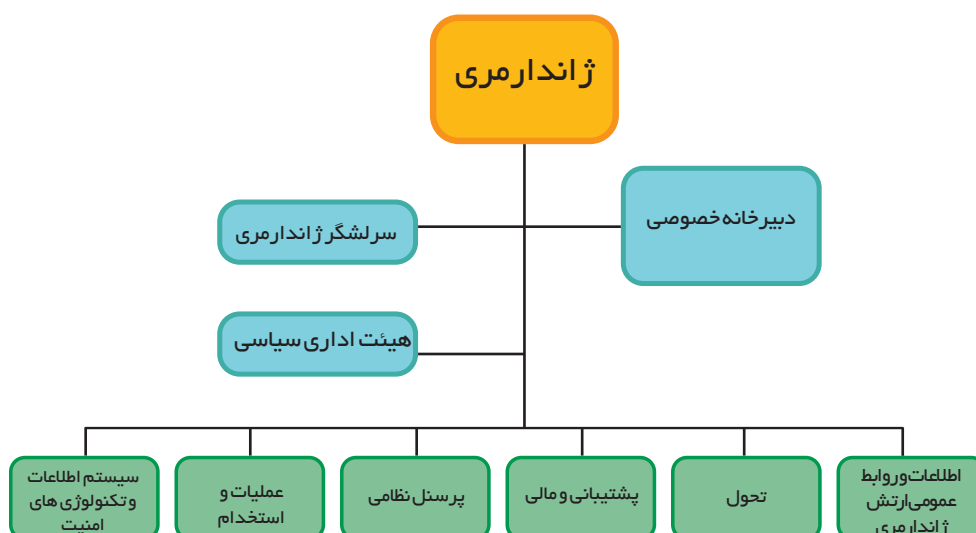 ژاندارمری
دبیرخانه خصوصی
سرلشگر ژاندارمری
هیئت اداری سیاسی
اطلاعات و روابط
عمومی ارتش
ژاندارمری
تحول
پشتیبانی و مالی
پرسنل نظامی
عملیات و
استخدام
سیستم اطلاعات
و تکنولوژی های
امنیت